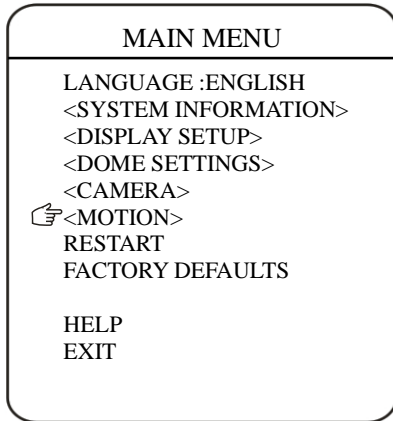 MAIN MENU
LANGUAGE :ENGLISH
<SYSTEM INFORMATION>
<DISPLAY SETUP>
<DOME SETTINGS>
<CAMERA>
<MOTION>
RESTART
FACTORY DEFAULTS
HELP
EXIT